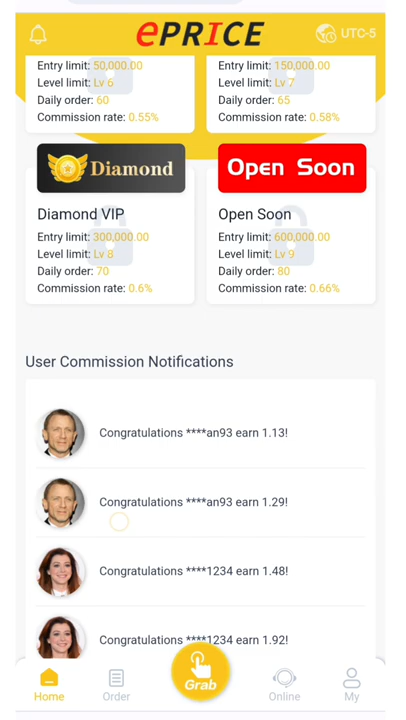 ePRICE
UTC-5
Entry limit: 50,000.00
Level limit: Lv 6
Daily order: 60
Commission rate: 0.55%
Entry limit: 150,000.00
Level limit: Lv 7
Daily order: 65
Commission rate: 0.58%
Diamond
Diamond VIP
Entry limit: 300,000.00
Level limit: Lv 8
Daily order: 70
Commission rate: 0.6%
Open Soon
Open Soon
Entry limit: 600,000.00
Level limit: Lv 9
Daily order: 80
Commission rate: 0.66%
User Commission Notifications
Congratulations ****an93 earn 1.13!
Congratulations ****an93 earn 1.29!
Congratulations ****1234 earn 1.48!
Congratulations ****1234 earn 1.92!
Home
Order
Grab
Online
My